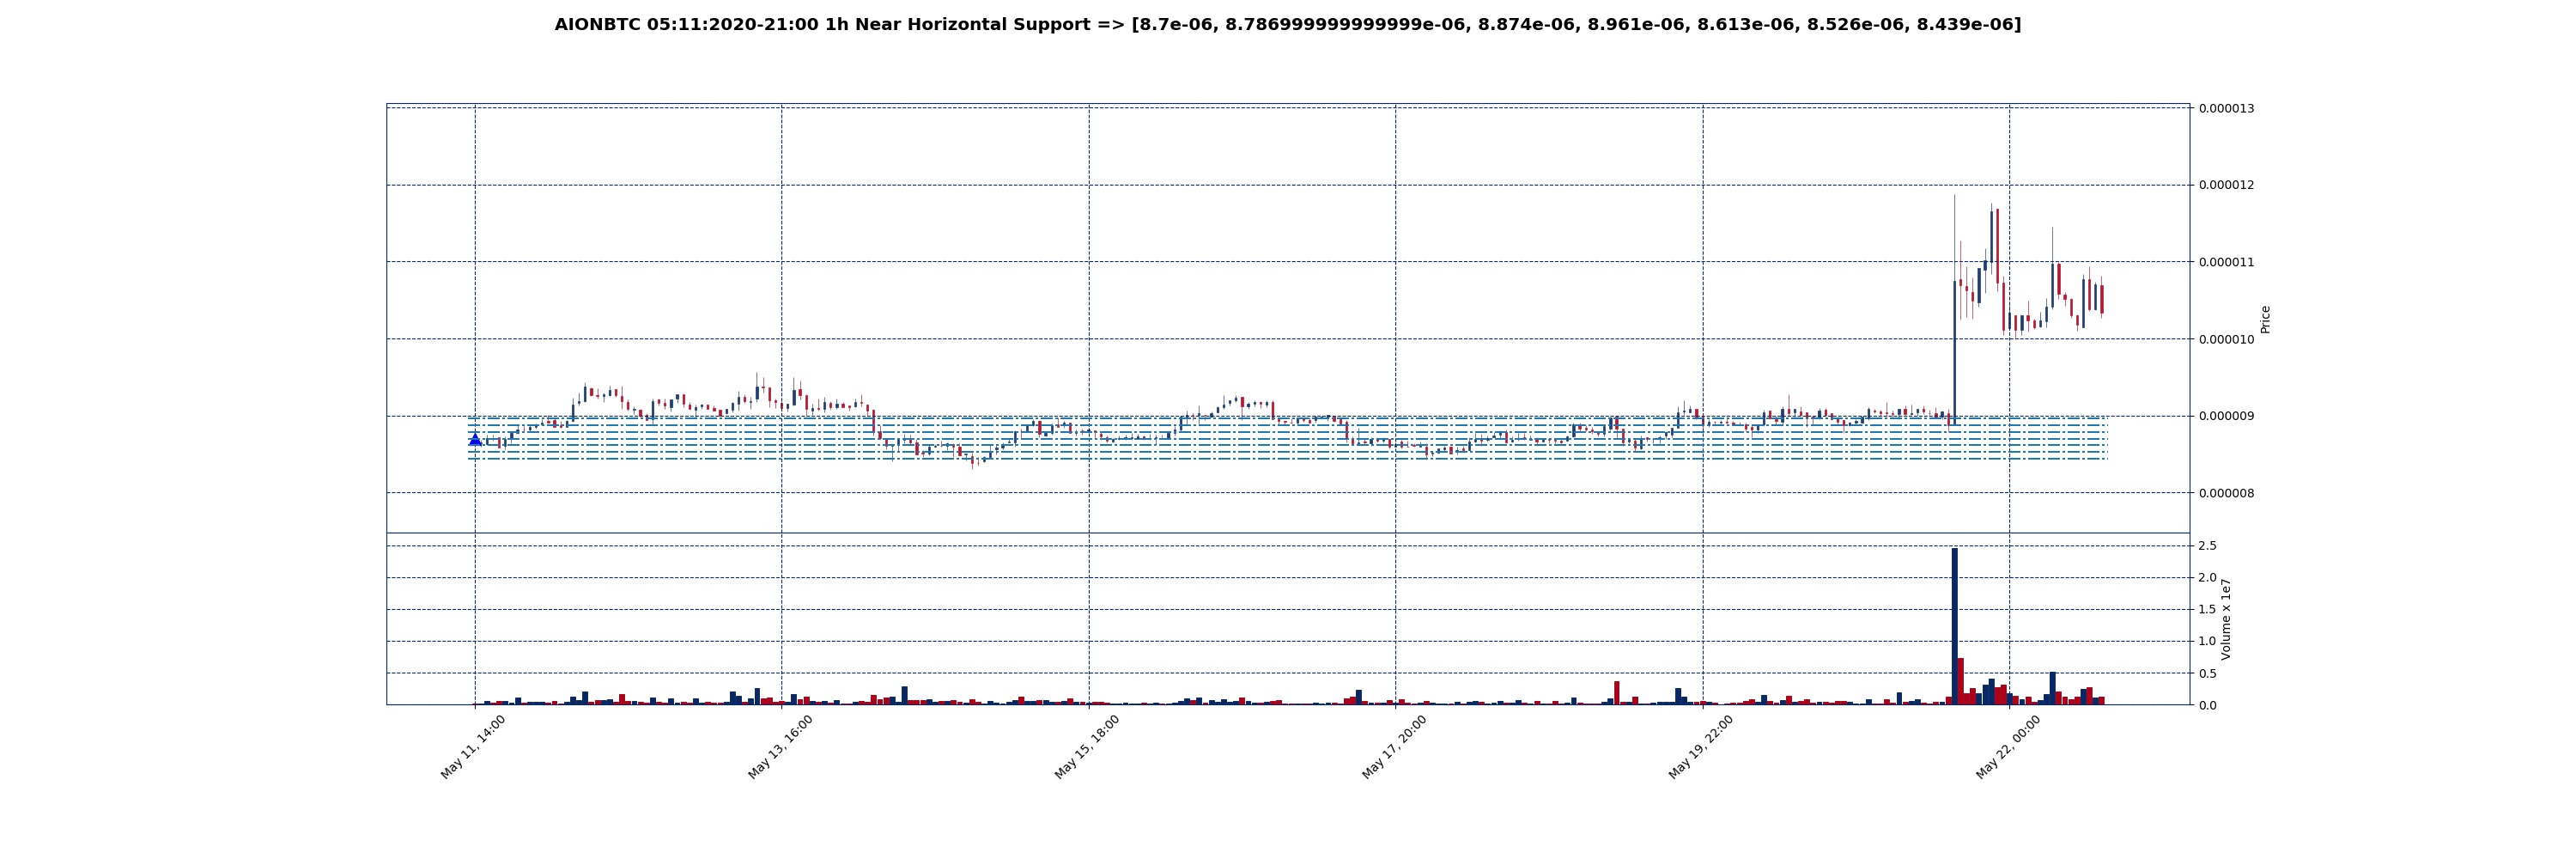 AIONBTC 05:11:2020-21:00 1h Near Horizontal Support => [8.7e-06, 8.786999999999999e-06, 8.874e-06, 8.961e-06, 8.613e-06, 8.526e-06, 8.439e-06]
0.000013
0.000012
0.000011
0.000010
0.000009
0.000008
Price
2.5
2.0
1.5
1.0
0.5
0.0
Volume x 1e7
May 11, 14:00
May 13, 16:00
May 15, 18:00
May 17, 20:00
May 19, 22:00
May 22, 00:00